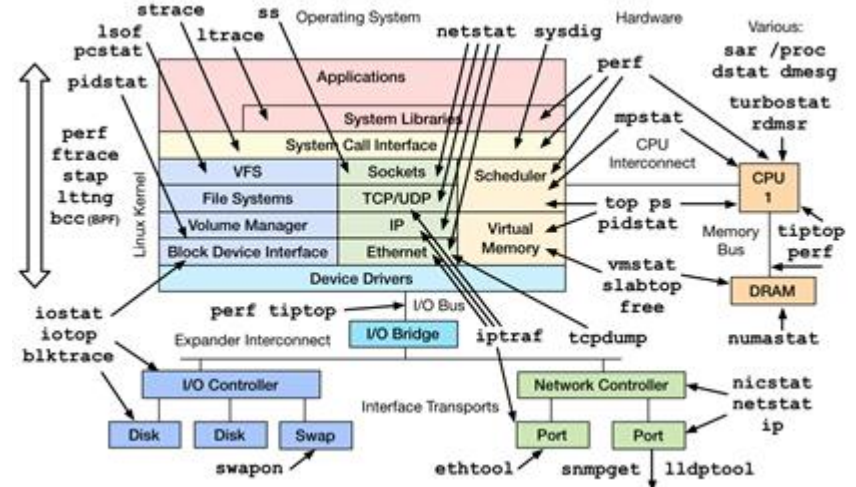 strace
ss
Operating System
Hardware
Various:
lsof
ltrace
netstat
sysdig
sar /proc
pcstat
dstat dmesg
pidstat
Applications
perf
turbostat
rdmsr
System Libraries
mpstat
perf
ftrace
stap
lttng
bcc (BPF)
Linux Kernel
System Call Interface
CPU
Interconnect
VFS
Sockets
Scheduler
CPU
1
File Systems
TCP/UDP
top ps
pidstat
Volume Manager
IP
Virtual
Memory
Memory
Bus
tiptop
perf
Block Device Interface
Ethernet
Device Drivers
vmstat
slabtop
free
DRAM
numastat
iostat
iotop
blktrace
perf tiptop
I/O Bus
I/O Bridge
iptraf
tcpdump
Expander Interconnect
I/O Controller
Network Controller
nicstat
netstat
ip
Interface Transports
Disk
Disk
Swap
Port
Port
swapon
ethtool
snmpget
lldptool